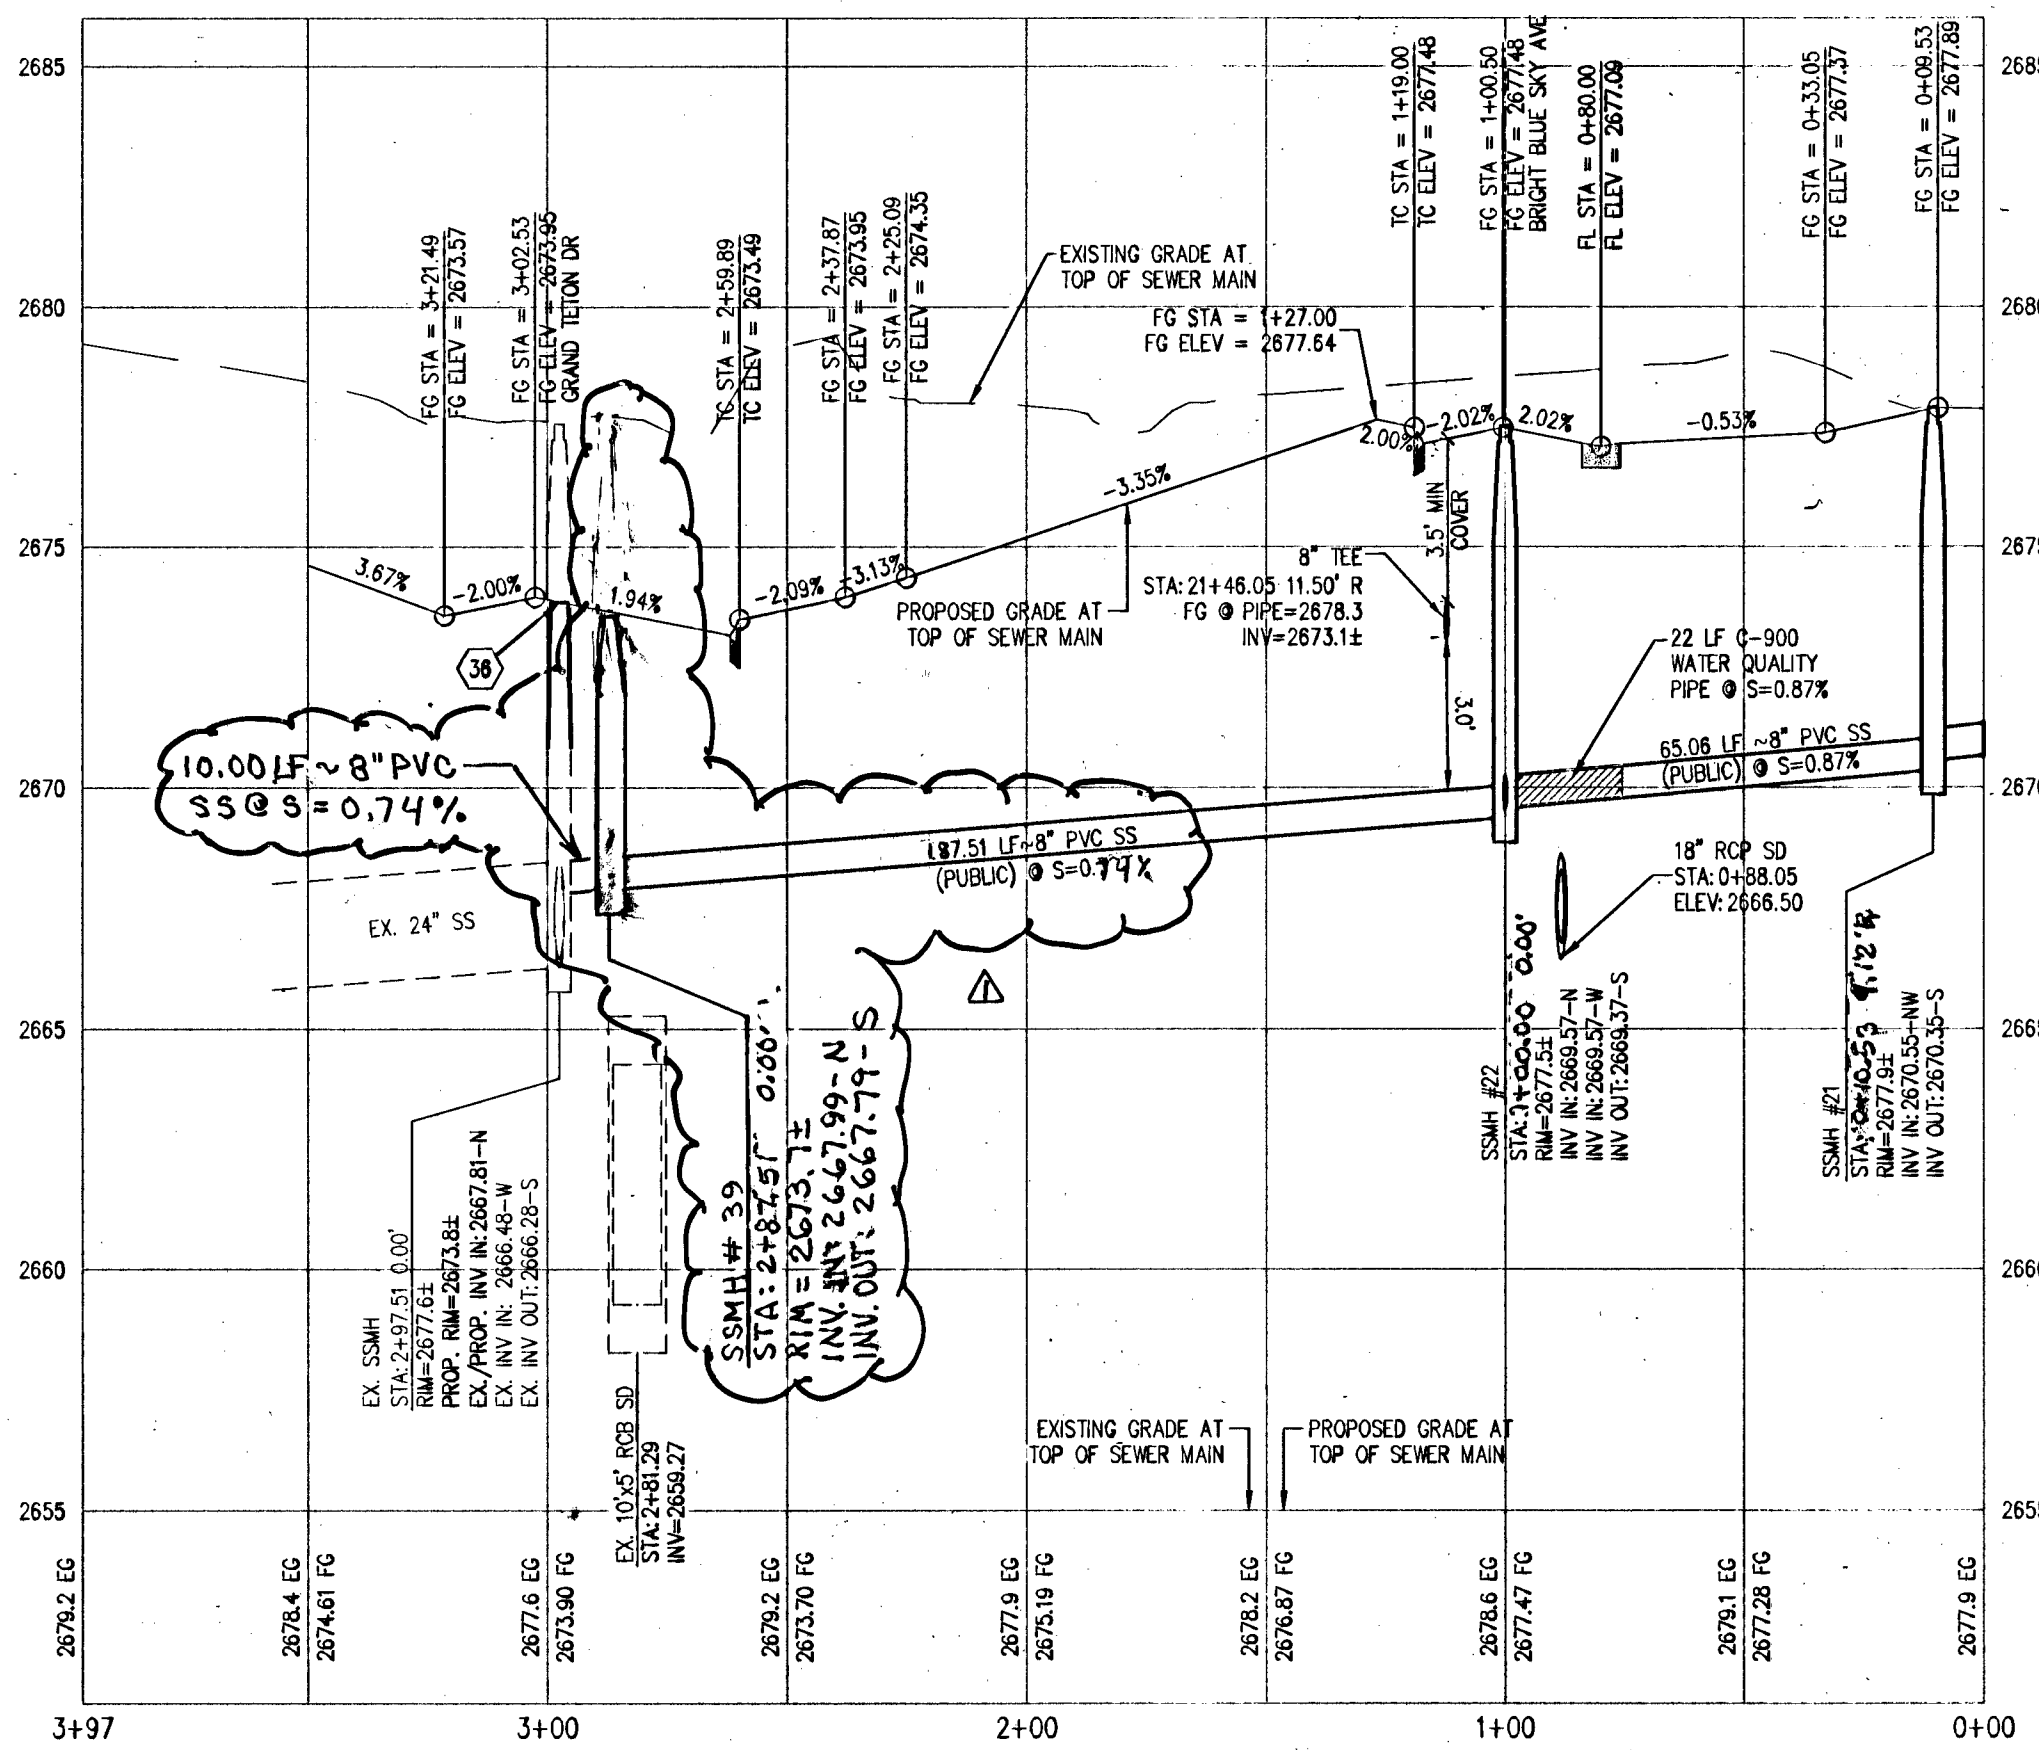 2685
2680
2675
2670
2665
2660
2655
FG STA = 3+21.49
FG ELEV = 2673.57
FG STA = 3+02.53
FG ELEV = 2673.95
GRAND TETON DR
TC STA = 2+59.89
TC ELEV = 2673.49
FG STA = 2+37.87
FG ELEV = 2673.95
FG STA = 2+25.09
FG ELEV = 2674.35
EXISTING GRADE AT
TOP OF SEWER MAIN
FG STA = 1+27.00
FG ELEV = 2677.64
TC STA = 1+19.00
TC ELEV = 2677.48
FG STA = 1+00.50
FG ELEV = 2677.48
BRIGHT BLUE SKY AVE
FL STA = 0+80.00
FL ELEV = 2677.09
FG STA = 0+33.05
FG ELEV = 2677.37
FG STA = 0+09.53
FG ELEV = 2677.89
3.67%
-2.00%
1.94%
-2.09%
-3.13%
-3.35%
2.00%
-2.02%
2.02%
-0.53%
36
PROPOSED GRADE AT
TOP OF SEWER MAIN
8" TEE
STA: 21+46.05 11.50' R
FG @ PIPE=2678.3
INV=2673.1±
3.5' MIN
COVER
3.0'
22 LF C-900
WATER QUALITY
PIPE @ S=0.87%
65.06 LF ~8" PVC SS
(PUBLIC) @ S=0.87%
10.00 LF ~ 8" PVC
SS @ S = 0.74%
187.51 LF~8" PVC SS
(PUBLIC) @ S=0.74%
EX. 24" SS
18" RCP SD
STA: 0+88.05
ELEV: 2666.50
1
EX. SSMH
STA: 2+97.51 0.00'
RIM=2677.6±
PROP. RIM=2673.8±
EX./PROP. INV IN: 2667.81-N
EX. INV IN: 2666.48-W
EX. INV OUT: 2666.28-S
EX. 10'x5' RCB SD
STA: 2+81.29
INV=2659.27
SSMH # 39
STA: 2+87.51 0.00'
RIM = 2673.7±
INV. IN: 2667.99-N
INV. OUT: 2667.79-S
SSMH #22
STA: 1+00.00 0.00'
RIM=2677.5±
INV IN: 2669.57-N
INV IN: 2669.57-W
INV OUT: 2669.37-S
SSMH #21
STA: 0+10.53
RIM=2677.9±
INV IN: 2670.55-NW
INV OUT: 2670.35-S
EXISTING GRADE AT
TOP OF SEWER MAIN
PROPOSED GRADE AT
TOP OF SEWER MAIN
2679.2 EG
2678.4 EG
2674.61 FG
2677.6 EG
2673.90 FG
2679.2 EG
2673.70 FG
2677.9 EG
2675.19 FG
2678.2 EG
2676.87 FG
2678.6 EG
2677.47 FG
2679.1 EG
2677.28 FG
2677.9 EG
3+97
3+00
2+00
1+00
0+00